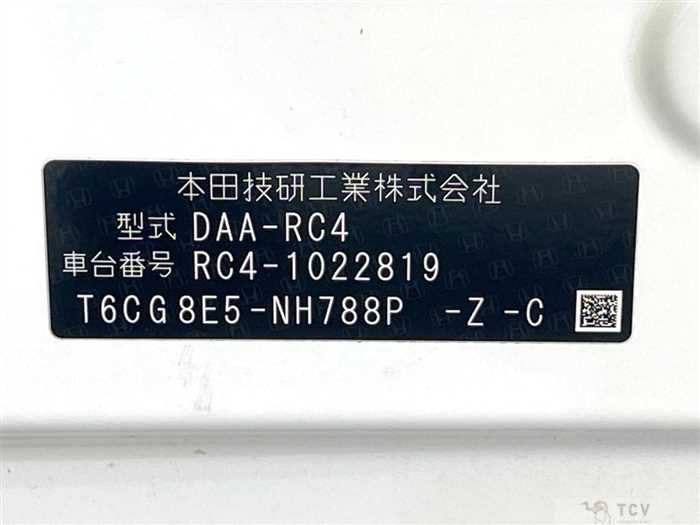 本田技研工業株式会社
型式 DAA-RC4
車台番号 RC4-1022819
T6CG8E5-NH788P -Z -C
TCV